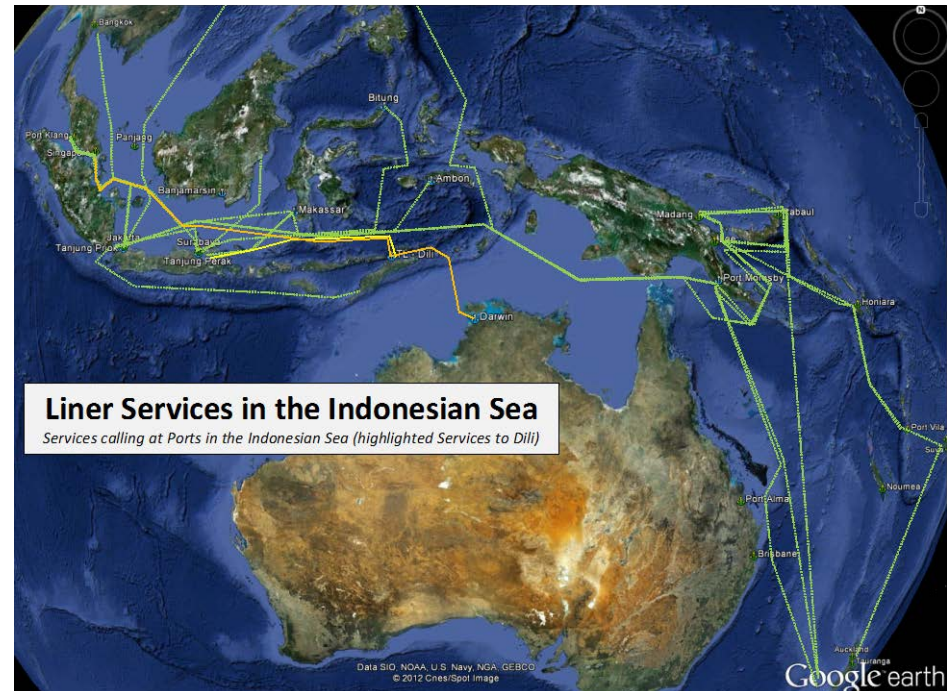 Bangkok
N
Bitung
Port Klang
Panjang
Singapore
Ambon
Banjamarsin
Makassar
Madang
Rabaul
Jakarta
Surabaya
Tanjung Priok
TL - Dili
Tanjung Perak
Port Moresby
Honiara
Darwin
Liner Services in the Indonesian Sea
Services calling at Ports in the Indonesian Sea (highlighted Services to Dili)
Port Vila
Suva
Noumea
Port Alma
Brisbane
Auckland
Tauranga
Data SIO, NOAA, U.S. Navy, NGA, GEBCO
© 2012 Cnes/Spot Image
Google earth